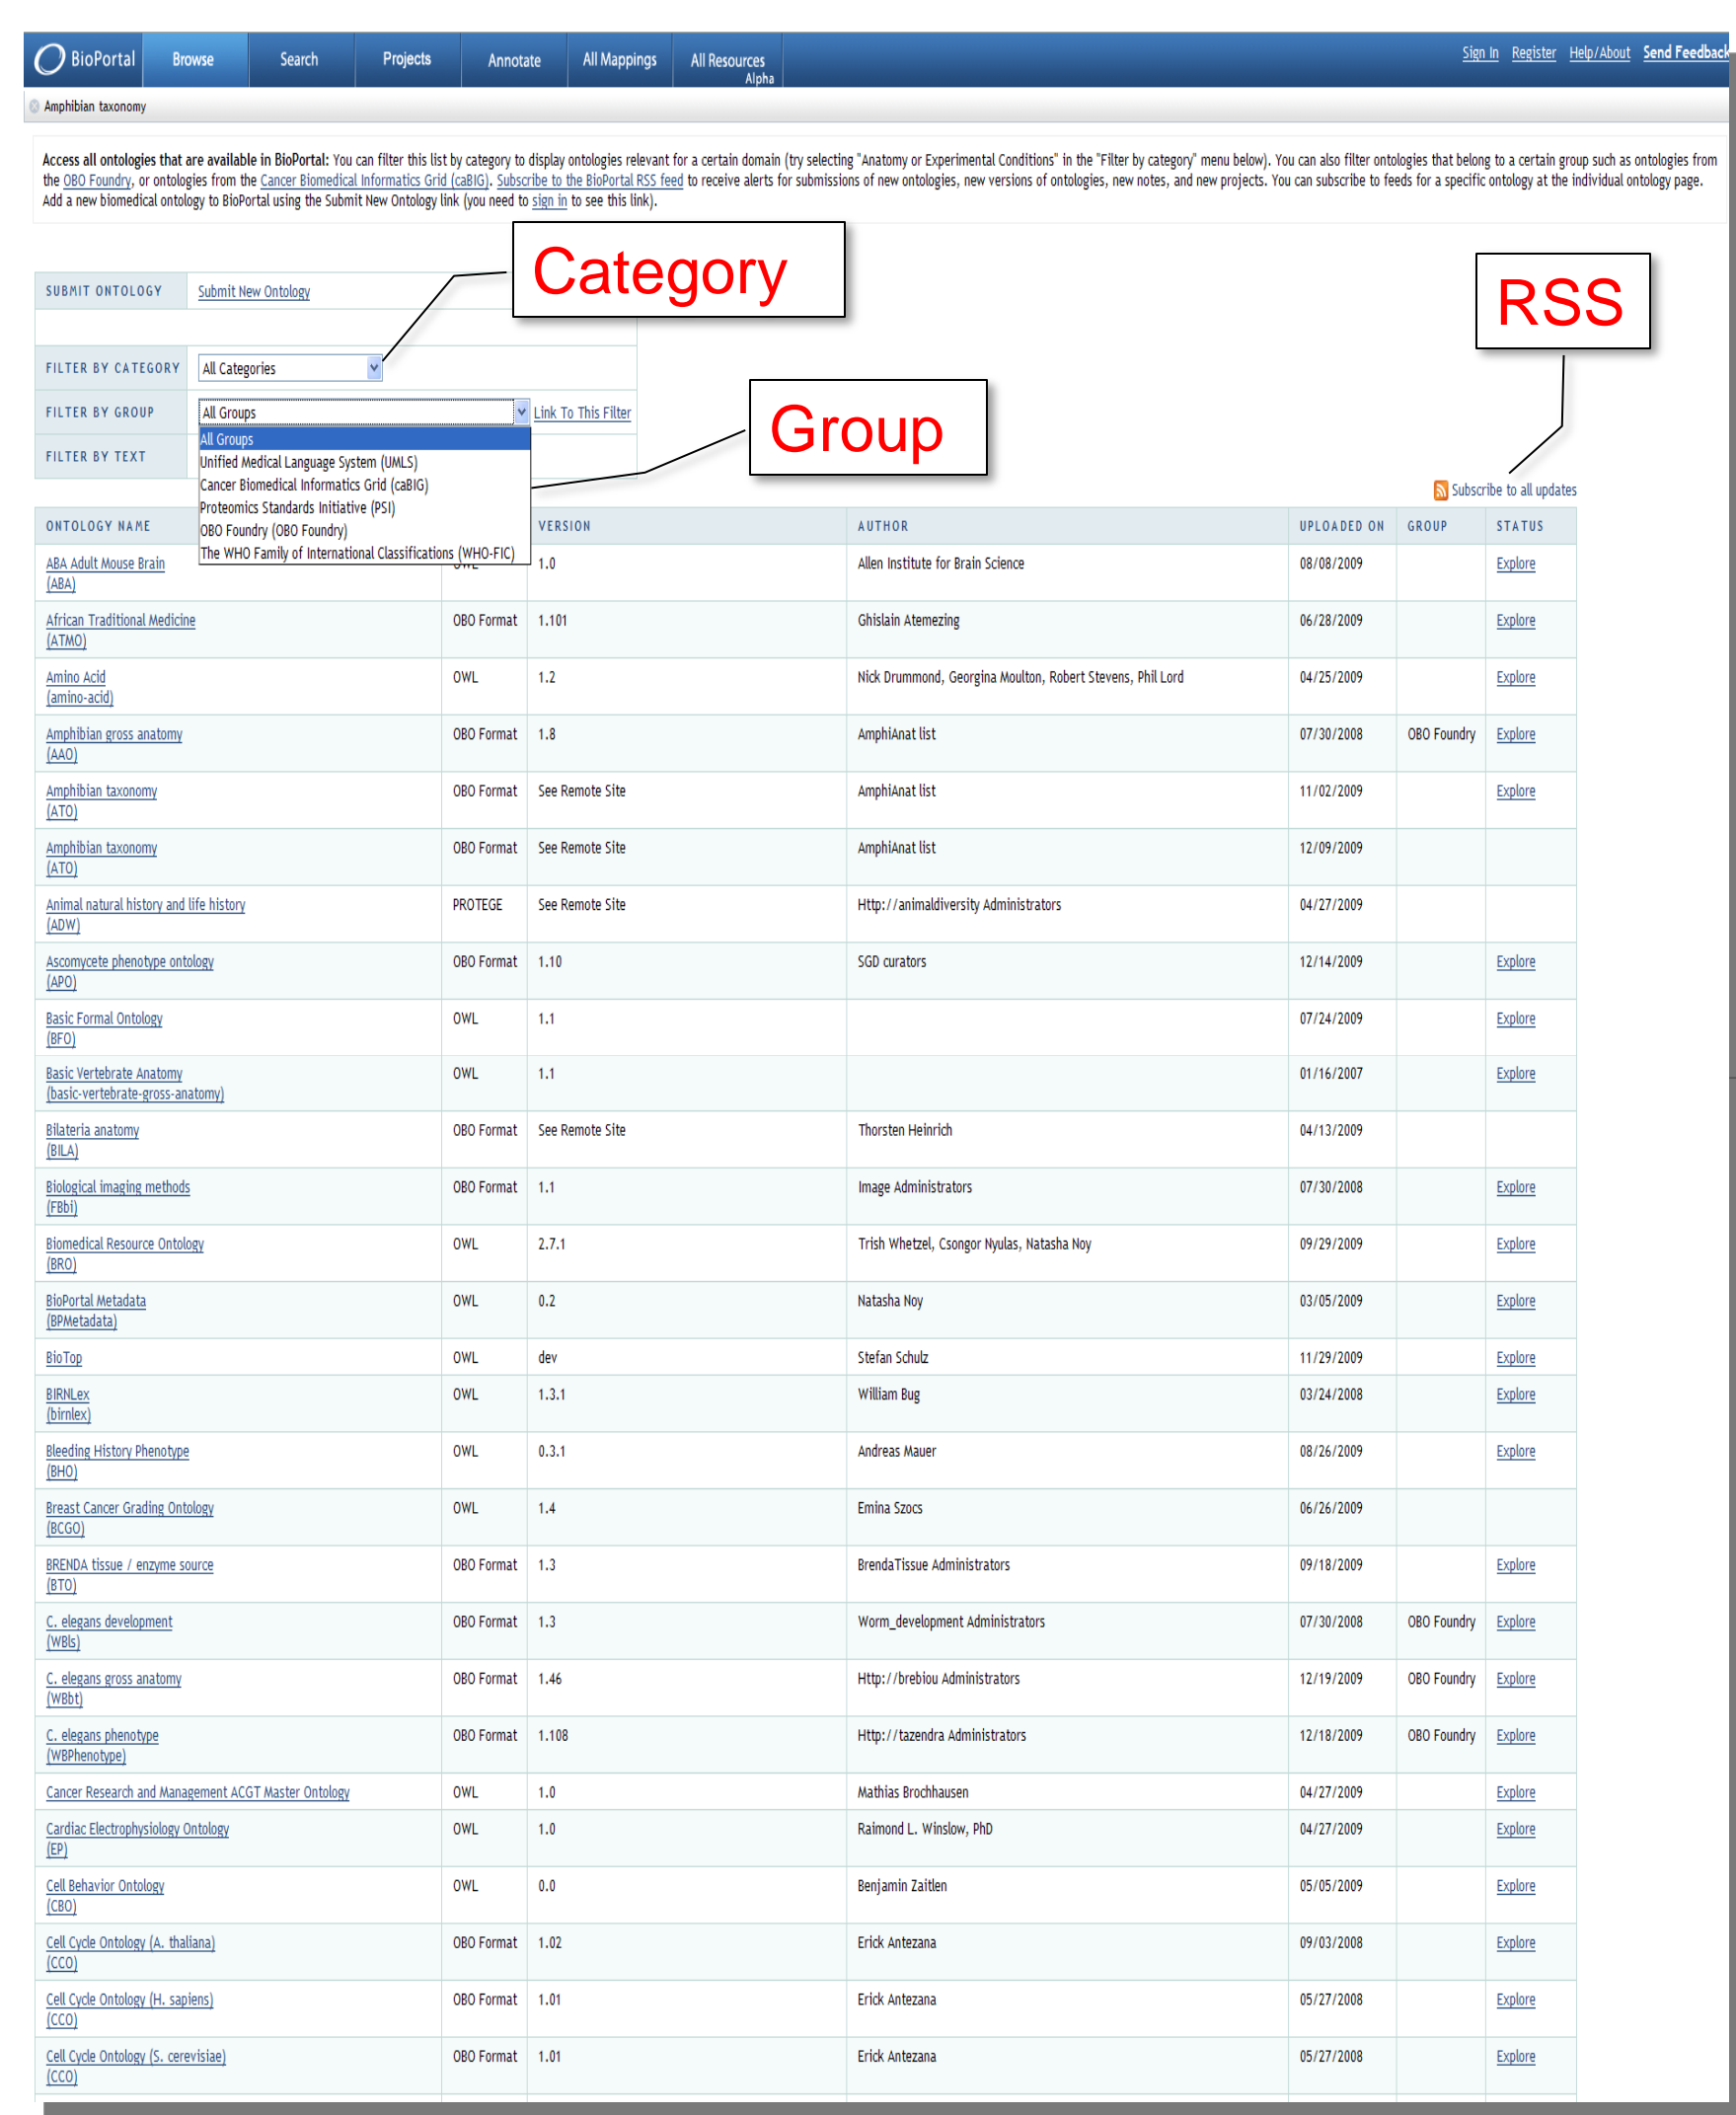 BioPortal Browse Search Projects Annotate All Mappings All Resources Alpha Sign In Register Help/About Send Feedback
Amphibian taxonomy
Access all ontologies that are available in BioPortal: You can filter this list by category to display ontologies relevant for a certain domain (try selecting "Anatomy or Experimental Conditions" in the "Filter by category" menu below). You can also filter ontologies that belong to a certain group such as ontologies from
the OBO Foundry, or ontologies from the Cancer Biomedical Informatics Grid (caBIG). Subscribe to the BioPortal RSS feed to receive alerts for submissions of new ontologies, new versions of ontologies, new notes, and new projects. You can subscribe to feeds for a specific ontology at the individual ontology page.
Add a new biomedical ontology to BioPortal using the Submit New Ontology link (you need to sign in to see this link).
Category
RSS
SUBMIT ONTOLOGY Submit New Ontology
FILTER BY CATEGORY All Categories
FILTER BY GROUP All Groups Link To This Filter
Group
All Groups
FILTER BY TEXT Unified Medical Language System (UMLS)
Cancer Biomedical Informatics Grid (caBIG)
Subscribe to all updates
Proteomics Standards Initiative (PSI)
OBO Foundry (OBO Foundry)
The WHO Family of International Classifications (WHO-FIC)
ONTOLOGY NAME VERSION AUTHOR UPLOADED ON GROUP STATUS
ABA Adult Mouse Brain OWL 1.0 Allen Institute for Brain Science 08/08/2009 Explore
(ABA)
African Traditional Medicine OBO Format 1.101 Ghislain Atemezing 06/28/2009 Explore
(ATMO)
Amino Acid OWL 1.2 Nick Drummond, Georgina Moulton, Robert Stevens, Phil Lord 04/25/2009 Explore
(amino-acid)
Amphibian gross anatomy OBO Format 1.8 AmphiAnat list 07/30/2008 OBO Foundry Explore
(AAO)
Amphibian taxonomy OBO Format See Remote Site AmphiAnat list 11/02/2009 Explore
(ATO)
Amphibian taxonomy OBO Format See Remote Site AmphiAnat list 12/09/2009
(ATO)
Animal natural history and life history PROTEGE See Remote Site Http://animaldiversity Administrators 04/27/2009
(ADW)
Ascomycete phenotype ontology OBO Format 1.10 SGD curators 12/14/2009 Explore
(APO)
Basic Formal Ontology OWL 1.1 07/24/2009 Explore
(BFO)
Basic Vertebrate Anatomy OWL 1.1 01/16/2007 Explore
(basic-vertebrate-gross-anatomy)
Bilateria anatomy OBO Format See Remote Site Thorsten Heinrich 04/13/2009
(BILA)
Biological imaging methods OBO Format 1.1 Image Administrators 07/30/2008 Explore
(FBbi)
Biomedical Resource Ontology OWL 2.7.1 Trish Whetzel, Csongor Nyulas, Natasha Noy 09/29/2009 Explore
(BRO)
BioPortal Metadata OWL 0.2 Natasha Noy 03/05/2009 Explore
(BPMetadata)
BioTop OWL dev Stefan Schulz 11/29/2009 Explore
BIRNLex OWL 1.3.1 William Bug 03/24/2008 Explore
(birnlex)
Bleeding History Phenotype OWL 0.3.1 Andreas Mauer 08/26/2009 Explore
(BHO)
Breast Cancer Grading Ontology OWL 1.4 Emina Szocs 06/26/2009
(BCGO)
BRENDA tissue / enzyme source OBO Format 1.3 BrendaTissue Administrators 09/18/2009 Explore
(BTO)
C. elegans development OBO Format 1.3 Worm_development Administrators 07/30/2008 OBO Foundry Explore
(WBls)
C. elegans gross anatomy OBO Format 1.46 Http://brebiou Administrators 12/19/2009 OBO Foundry Explore
(WBbt)
C. elegans phenotype OBO Format 1.108 Http://tazendra Administrators 12/18/2009 OBO Foundry Explore
(WBPhenotype)
Cancer Research and Management ACGT Master Ontology OWL 1.0 Mathias Brochhausen 04/27/2009 Explore
Cardiac Electrophysiology Ontology OWL 1.0 Raimond L. Winslow, PhD 04/27/2009 Explore
(EP)
Cell Behavior Ontology OWL 0.0 Benjamin Zaitlen 05/05/2009 Explore
(CBO)
Cell Cycle Ontology (A. thaliana) OBO Format 1.02 Erick Antezana 09/03/2008 Explore
(CCO)
Cell Cycle Ontology (H. sapiens) OBO Format 1.01 Erick Antezana 05/27/2008 Explore
(CCO)
Cell Cycle Ontology (S. cerevisiae) OBO Format 1.01 Erick Antezana 05/27/2008 Explore
(CCO)